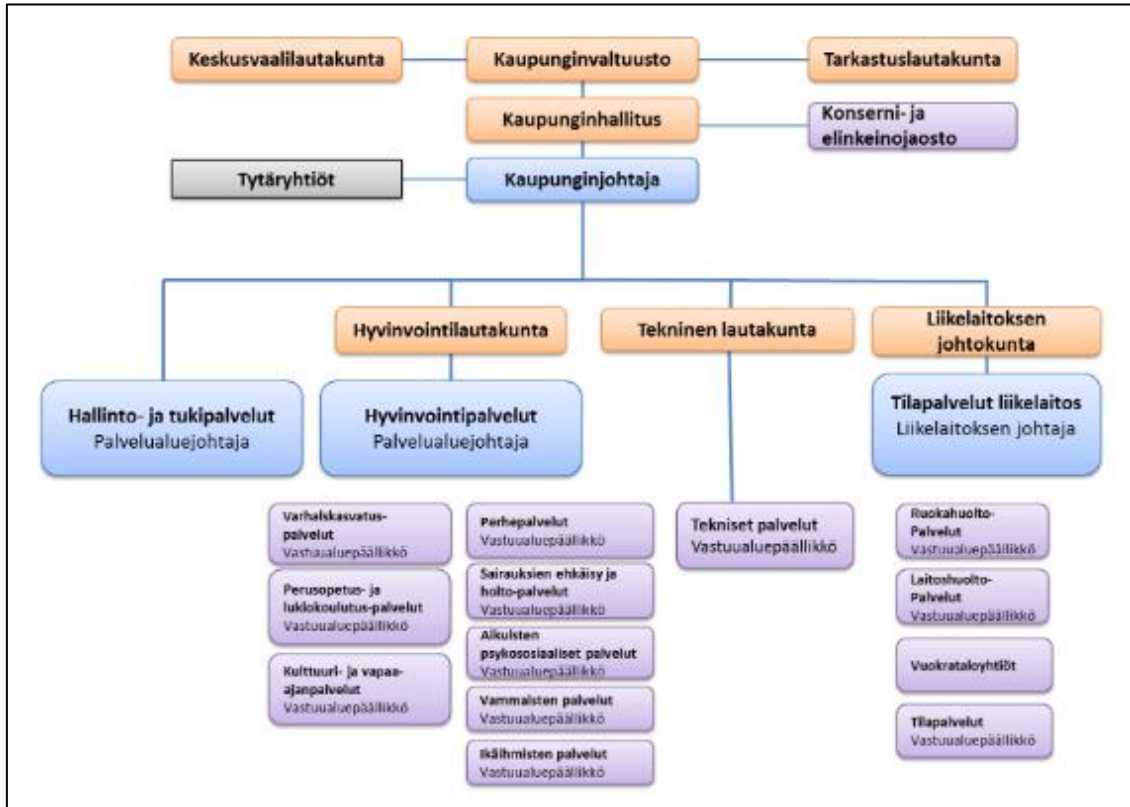 Keskusvaalilautakunta
Kaupunginvaltuusto
Tarkastuslautakunta
Kaupunginhallitus
Konserni- ja
elinkeinojaosto
Tytäryhtiöt
Kaupunginjohtaja
Hyvinvointilautakunta
Tekninen lautakunta
Liikelaitoksen
johtokunta
Hallinto- ja tukipalvelut
Palvelualuejohtaja
Hyvinvointipalvelut
Palvelualuejohtaja
Tilapalvelut liikelaitos
Liikelaitoksen johtaja
Varhalskasvatus-
palvelut
Vastuualuepäällikkö
Perusopetus- ja
lukiokoulutus-palvelut
Vastuualuepäällikkö
Kulttuuri- ja vapaa-
ajanpalvelut
Vastuualuepäällikkö
Perhepalvelut
Vastuualuepäällikkö
Sairauksien ehkäisy ja
hoito-palvelut
Vastuualuepäällikkö
Aikuisten
psykososiaaliset palvelut
Vastuualuepäällikkö
Vammaisten palvelut
Vastuualuepäällikkö
Ikäihmisten palvelut
Vastuualuepäällikkö
Tekniset palvelut
Vastuualuepäällikkö
Ruokahuolto-
Palvelut
Vastuualuepäällikkö
Laitoshuolto-
Palvelut
Vastuualuepäällikkö
Vuokrataloyhtiöt
Tilapalvelut
Vastuualuepäällikkö